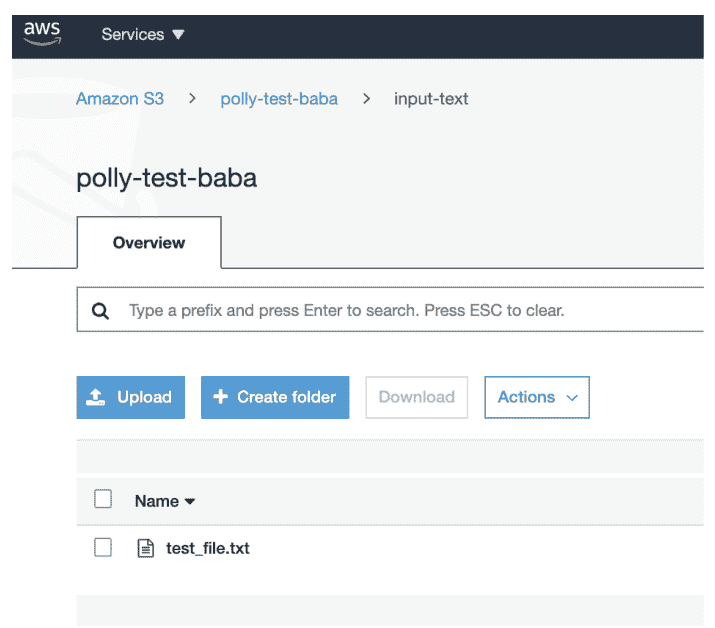 aws Services
Amazon S3 > polly-test-baba > input-text
polly-test-baba
Overview
Type a prefix and press Enter to search. Press ESC to clear.
Upload + Create folder Download Actions
Name
test_file.txt